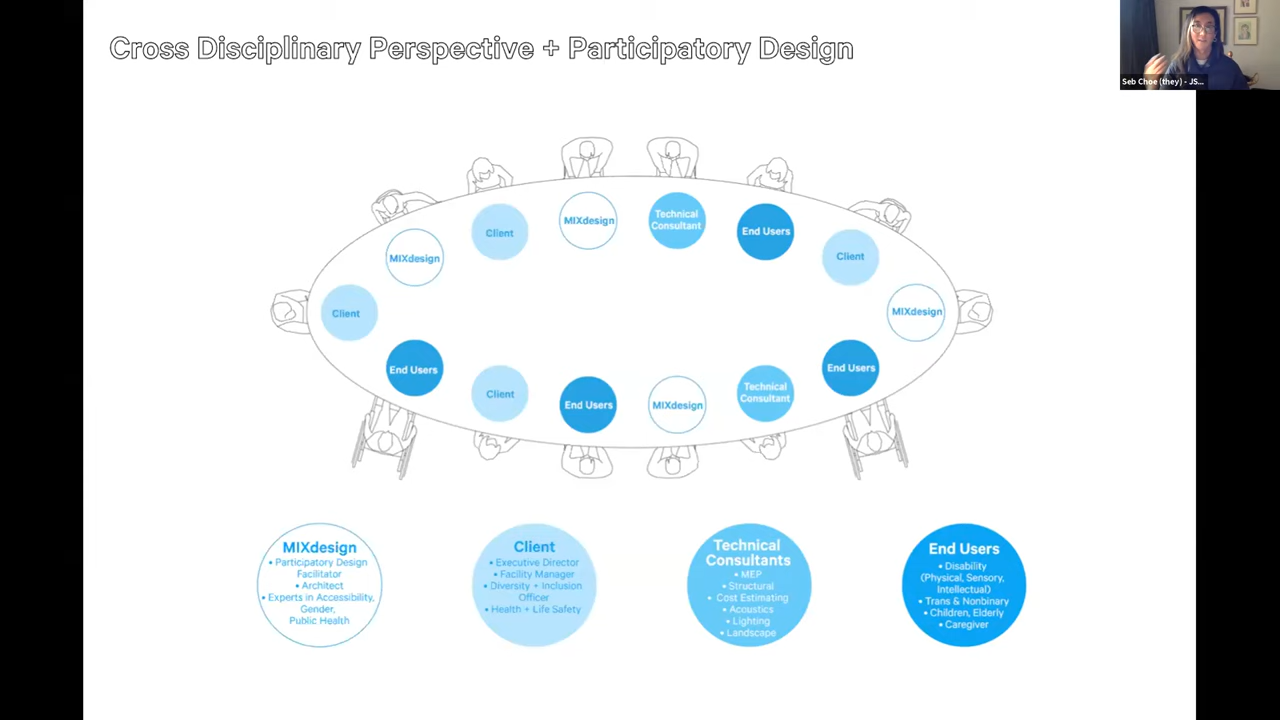 Cross Disciplinary Perspective + Participatory Design
Seb Choe (they) - JS...
MIXdesign
Technical
Consultant
Client
End Users
MIXdesign
Client
Client
MIXdesign
End Users
End Users
Client
End Users
MIXdesign
Technical
Consultant
MIXdesign
• Participatory Design
Facilitator
• Architect
• Experts in Accessibility,
Gender,
Public Health
Client
• Executive Director
• Facility Manager
• Diversity + Inclusion
Officer
• Health + Life Safety
Technical
Consultants
• MEP
• Structural
• Cost Estimating
• Acoustics
• Lighting
• Landscape
End Users
• Disability
(Physical, Sensory,
Intellectual)
• Trans & Nonbinary
• Children, Elderly
• Caregiver